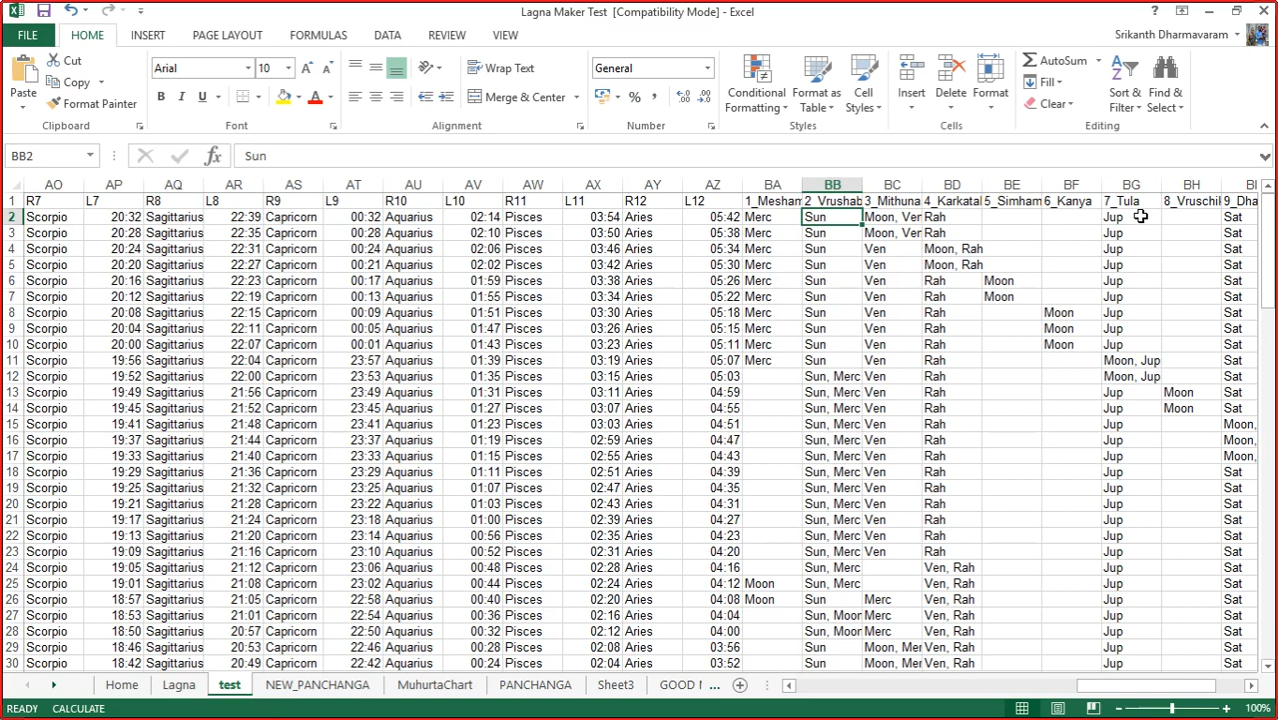 Lagna Maker Test [Compatibility Mode] - Excel
FILE HOME INSERT PAGE LAYOUT FORMULAS DATA REVIEW VIEW Srikanth Dharmavaram
Paste Cut Copy Format Painter Clipboard
Arial 10 B I U A Font
Wrap Text Merge & Center Alignment
General % , Number
Conditional Formatting Format as Table Cell Styles Styles
Insert Delete Format Cells
AutoSum Fill Clear Sort & Filter Find & Select Editing
BB2 fx Sun
AO AP AQ AR AS AT AU AV AW AX AY AZ BA BB BC BD BE BF BG BH BI
1 R7 L7 R8 L8 R9 L9 R10 L10 R11 L11 R12 L12 1_Mesham 2_Vrushab 3_Mithuna 4_Karkatal 5_Simham 6_Kanya 7_Tula 8_Vruschil 9_Dha
2 Scorpio 20:32 Sagittarius 22:39 Capricorn 00:32 Aquarius 02:14 Pisces 03:54 Aries 05:42 Merc Sun Moon, Ven Rah Jup Sat
3 Scorpio 20:28 Sagittarius 22:35 Capricorn 00:28 Aquarius 02:10 Pisces 03:50 Aries 05:38 Merc Sun Moon, Ven Rah Jup Sat
4 Scorpio 20:24 Sagittarius 22:31 Capricorn 00:24 Aquarius 02:06 Pisces 03:46 Aries 05:34 Merc Sun Ven Moon, Rah Jup Sat
5 Scorpio 20:20 Sagittarius 22:27 Capricorn 00:21 Aquarius 02:02 Pisces 03:42 Aries 05:30 Merc Sun Ven Moon, Rah Jup Sat
6 Scorpio 20:16 Sagittarius 22:23 Capricorn 00:17 Aquarius 01:59 Pisces 03:38 Aries 05:26 Merc Sun Ven Rah Moon Jup Sat
7 Scorpio 20:12 Sagittarius 22:19 Capricorn 00:13 Aquarius 01:55 Pisces 03:34 Aries 05:22 Merc Sun Ven Rah Moon Jup Sat
8 Scorpio 20:08 Sagittarius 22:15 Capricorn 00:09 Aquarius 01:51 Pisces 03:30 Aries 05:18 Merc Sun Ven Rah Moon Jup Sat
9 Scorpio 20:04 Sagittarius 22:11 Capricorn 00:05 Aquarius 01:47 Pisces 03:26 Aries 05:15 Merc Sun Ven Rah Moon Jup Sat
10 Scorpio 20:00 Sagittarius 22:07 Capricorn 00:01 Aquarius 01:43 Pisces 03:23 Aries 05:11 Merc Sun Ven Rah Moon Jup Sat
11 Scorpio 19:56 Sagittarius 22:04 Capricorn 23:57 Aquarius 01:39 Pisces 03:19 Aries 05:07 Merc Sun Ven Rah Moon, Jup Sat
12 Scorpio 19:52 Sagittarius 22:00 Capricorn 23:53 Aquarius 01:35 Pisces 03:15 Aries 05:03 Sun, Merc Ven Rah Moon, Jup Sat
13 Scorpio 19:49 Sagittarius 21:56 Capricorn 23:49 Aquarius 01:31 Pisces 03:11 Aries 04:59 Sun, Merc Ven Rah Jup Moon Sat
14 Scorpio 19:45 Sagittarius 21:52 Capricorn 23:45 Aquarius 01:27 Pisces 03:07 Aries 04:55 Sun, Merc Ven Rah Jup Moon Sat
15 Scorpio 19:41 Sagittarius 21:48 Capricorn 23:41 Aquarius 01:23 Pisces 03:03 Aries 04:51 Sun, Merc Ven Rah Jup Moon,
16 Scorpio 19:37 Sagittarius 21:44 Capricorn 23:37 Aquarius 01:19 Pisces 02:59 Aries 04:47 Sun, Merc Ven Rah Jup Moon,
17 Scorpio 19:33 Sagittarius 21:40 Capricorn 23:33 Aquarius 01:15 Pisces 02:55 Aries 04:43 Sun, Merc Ven Rah Jup Moon,
18 Scorpio 19:29 Sagittarius 21:36 Capricorn 23:29 Aquarius 01:11 Pisces 02:51 Aries 04:39 Sun, Merc Ven Rah Jup Sat
19 Scorpio 19:25 Sagittarius 21:32 Capricorn 23:25 Aquarius 01:07 Pisces 02:47 Aries 04:35 Sun, Merc Ven Rah Jup Sat
20 Scorpio 19:21 Sagittarius 21:28 Capricorn 23:22 Aquarius 01:03 Pisces 02:43 Aries 04:31 Sun, Merc Ven Rah Jup Sat
21 Scorpio 19:17 Sagittarius 21:24 Capricorn 23:18 Aquarius 01:00 Pisces 02:39 Aries 04:27 Sun, Merc Ven Rah Jup Sat
22 Scorpio 19:13 Sagittarius 21:20 Capricorn 23:14 Aquarius 00:56 Pisces 02:35 Aries 04:23 Sun, Merc Ven Rah Jup Sat
23 Scorpio 19:09 Sagittarius 21:16 Capricorn 23:10 Aquarius 00:52 Pisces 02:31 Aries 04:20 Sun, Merc Ven Rah Jup Sat
24 Scorpio 19:05 Sagittarius 21:12 Capricorn 23:06 Aquarius 00:48 Pisces 02:28 Aries 04:16 Sun, Merc Ven, Rah Jup Sat
25 Scorpio 19:01 Sagittarius 21:08 Capricorn 23:02 Aquarius 00:44 Pisces 02:24 Aries 04:12 Moon Sun, Merc Ven, Rah Jup Sat
26 Scorpio 18:57 Sagittarius 21:05 Capricorn 22:58 Aquarius 00:40 Pisces 02:20 Aries 04:08 Moon Sun Merc Ven, Rah Jup Sat
27 Scorpio 18:53 Sagittarius 21:01 Capricorn 22:54 Aquarius 00:36 Pisces 02:16 Aries 04:04 Sun, Moon Merc Ven, Rah Jup Sat
28 Scorpio 18:50 Sagittarius 20:57 Capricorn 22:50 Aquarius 00:32 Pisces 02:12 Aries 04:00 Sun, Moon Merc Ven, Rah Jup Sat
29 Scorpio 18:46 Sagittarius 20:53 Capricorn 22:46 Aquarius 00:28 Pisces 02:08 Aries 03:56 Sun Moon, Mer Ven, Rah Jup Sat
30 Scorpio 18:42 Sagittarius 20:49 Capricorn 22:42 Aquarius 00:24 Pisces 02:04 Aries 03:52 Sun Moon, Mer Ven, Rah Jup Sat
Home Lagna test NEW_PANCHANGA MuhurtaChart PANCHANGA Sheet3 GOOD M ...
READY CALCULATE 100%